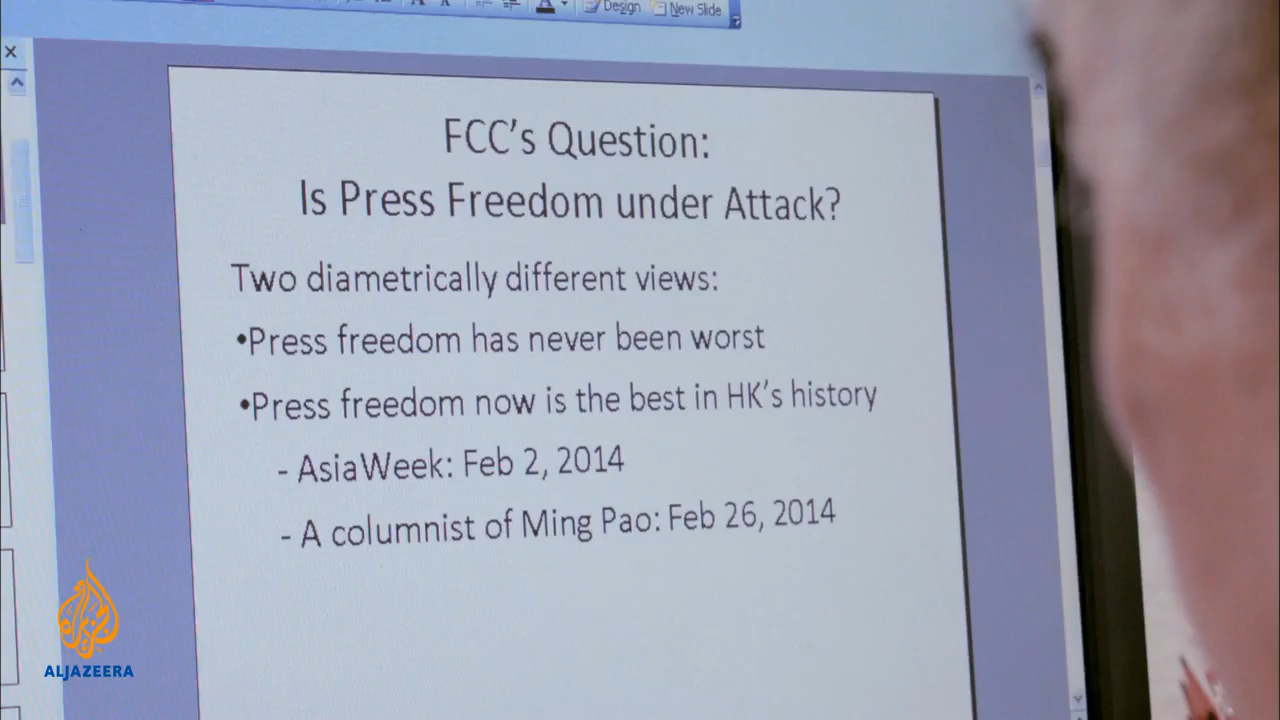 Design New Slide
FCC's Question:
Is Press Freedom under Attack?
Two diametrically different views:
•Press freedom has never been worst
•Press freedom now is the best in HK's history
- AsiaWeek: Feb 2, 2014
- A columnist of Ming Pao: Feb 26, 2014
ALJAZEERA